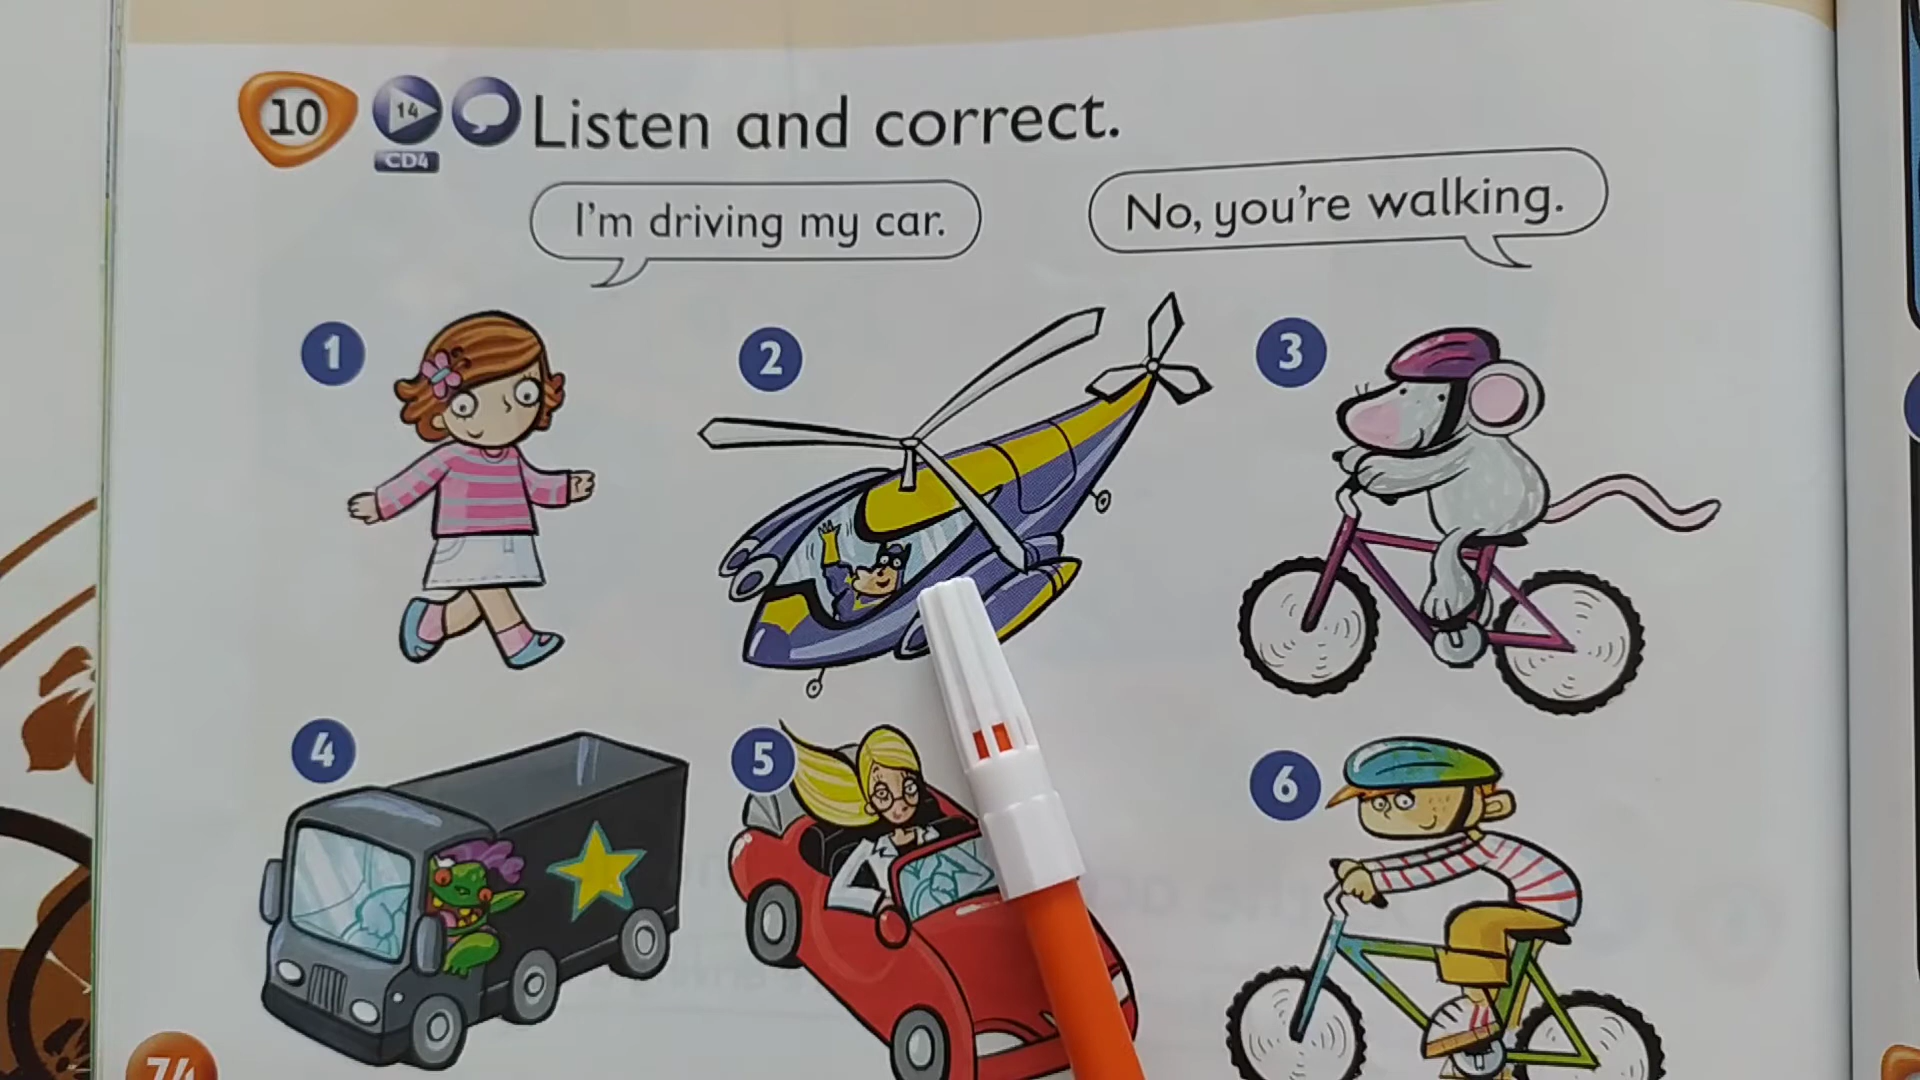 10 14 Listen and correct.
CD4
I'm driving my car.
No, you're walking.
1
2
3
4
5
6
74